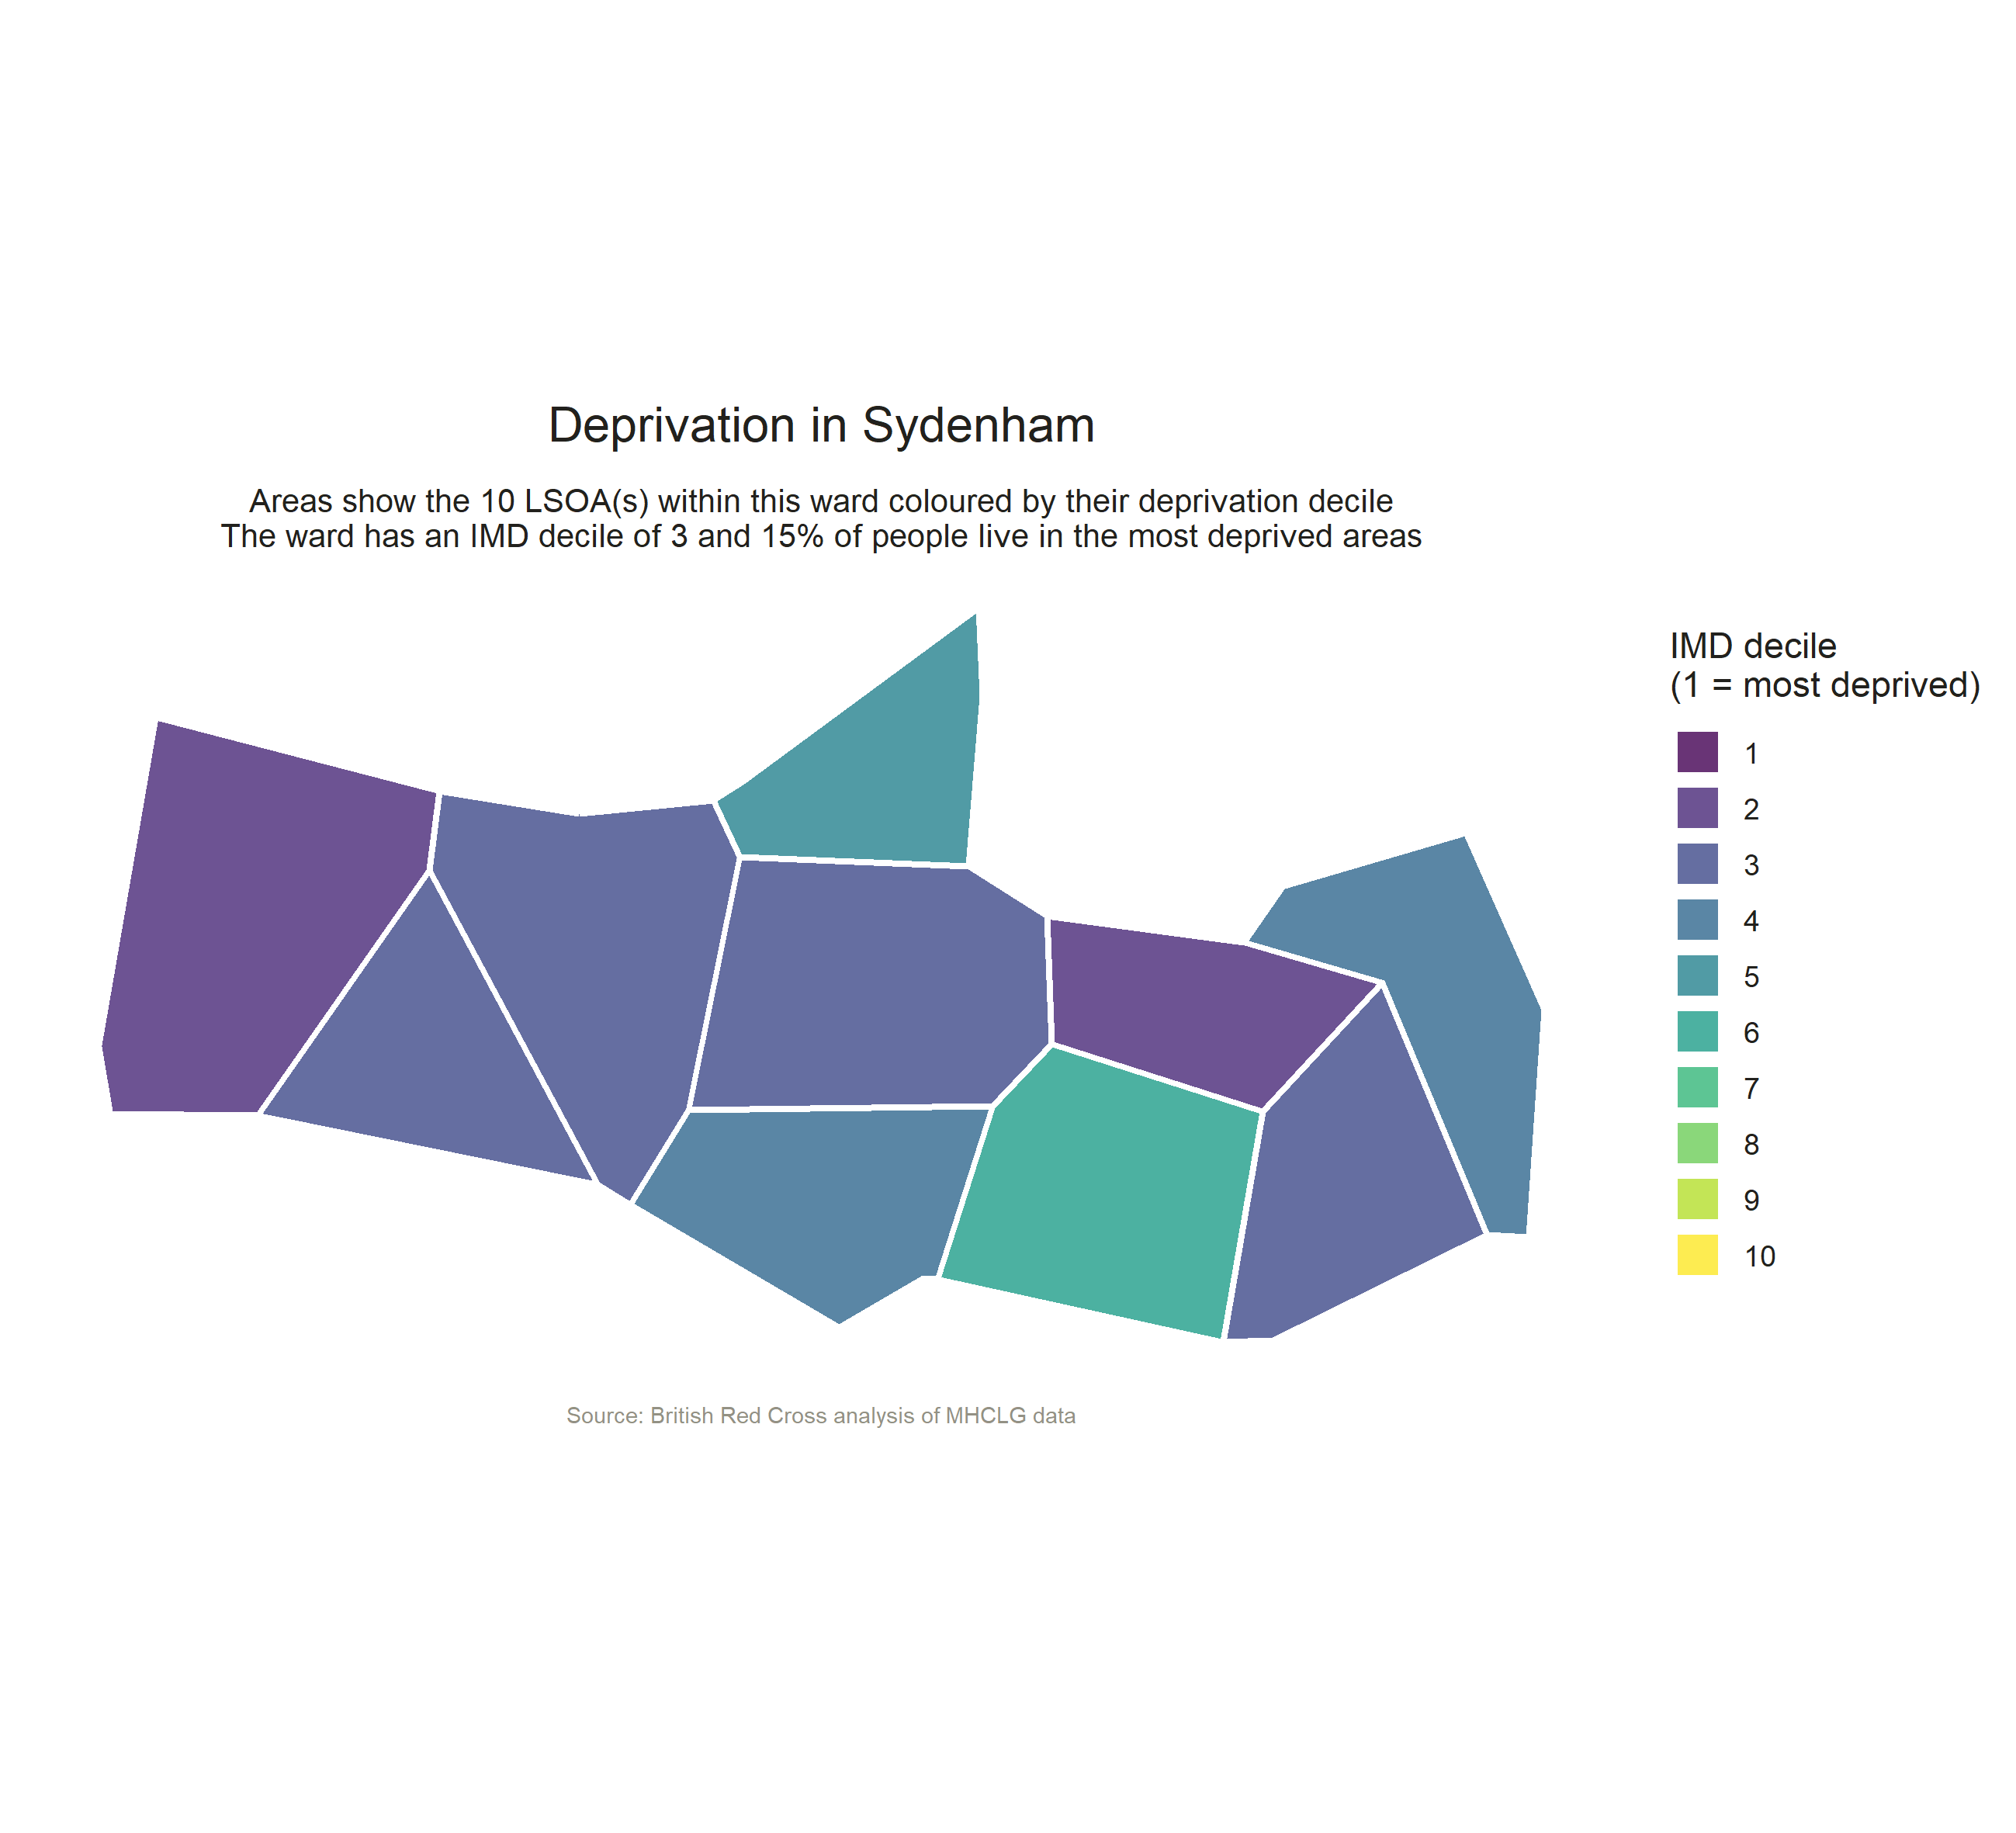 Deprivation in Sydenham
Areas show the 10 LSOA(s) within this ward coloured by their deprivation decile
The ward has an IMD decile of 3 and 15% of people live in the most deprived areas
IMD decile
(1 = most deprived)
1
2
3
4
5
6
7
8
9
10
Source: British Red Cross analysis of MHCLG data